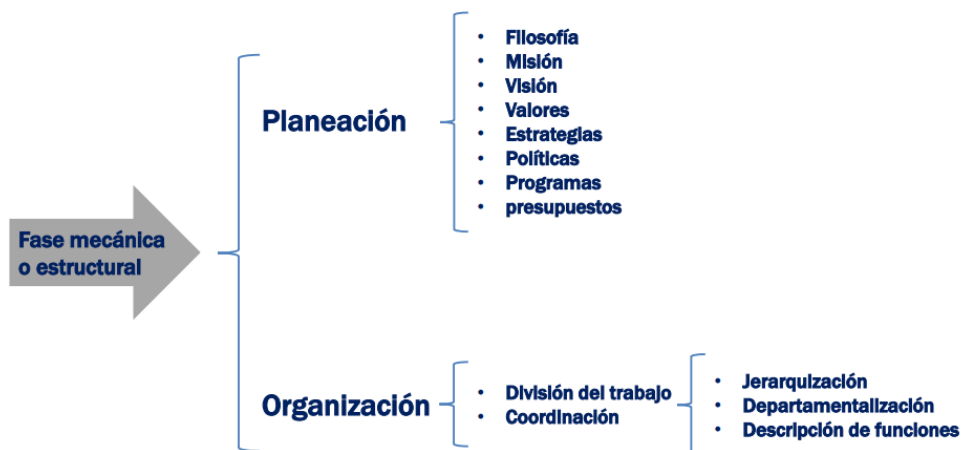 Fase mecánica
o estructural
Planeación
• Filosofía
• Misión
• Visión
• Valores
• Estrategias
• Políticas
• Programas
• presupuestos
Organización
• División del trabajo
• Coordinación
• Jerarquización
• Departamentalización
• Descripción de funciones